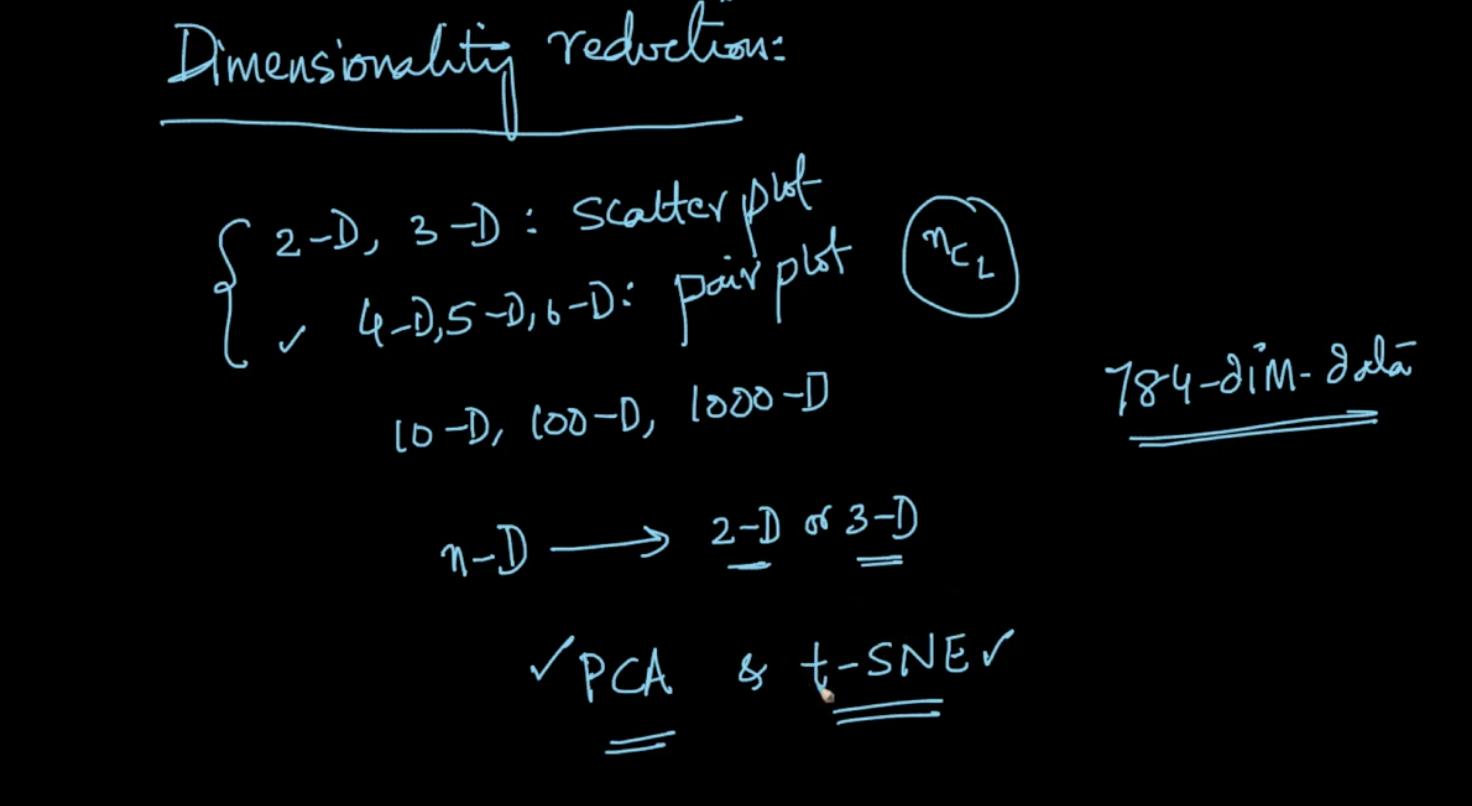 Dimensionality reduction:
2-D, 3-D : Scatter plot
✓ 4-D, 5-D, 6-D : pair plot
nC2
784-dim-data
10-D, 100-D, 1000-D
n-D → 2-D or 3-D
✓ PCA & t-SNE ✓